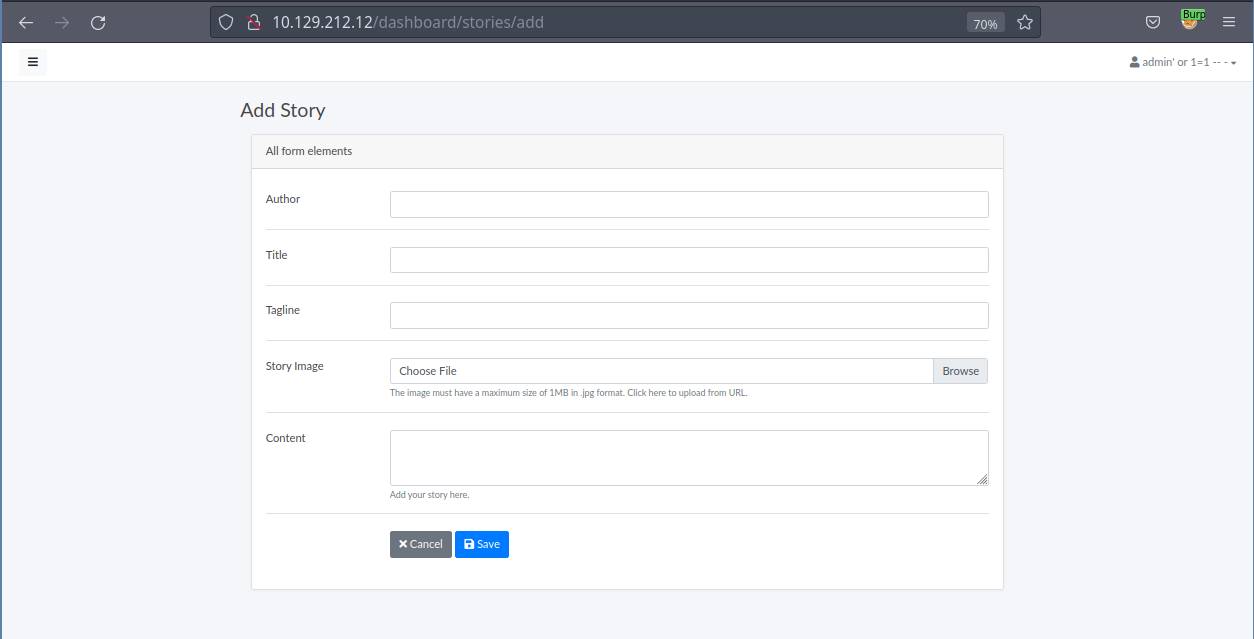 10.129.212.12/dashboard/stories/add
70%
Burp
admin' or 1=1 -- -
Add Story
All form elements
Author
Title
Tagline
Story Image
Choose File
Browse
The image must have a maximum size of 1MB in .jpg format. Click here to upload from URL.
Content
Add your story here.
Cancel
Save